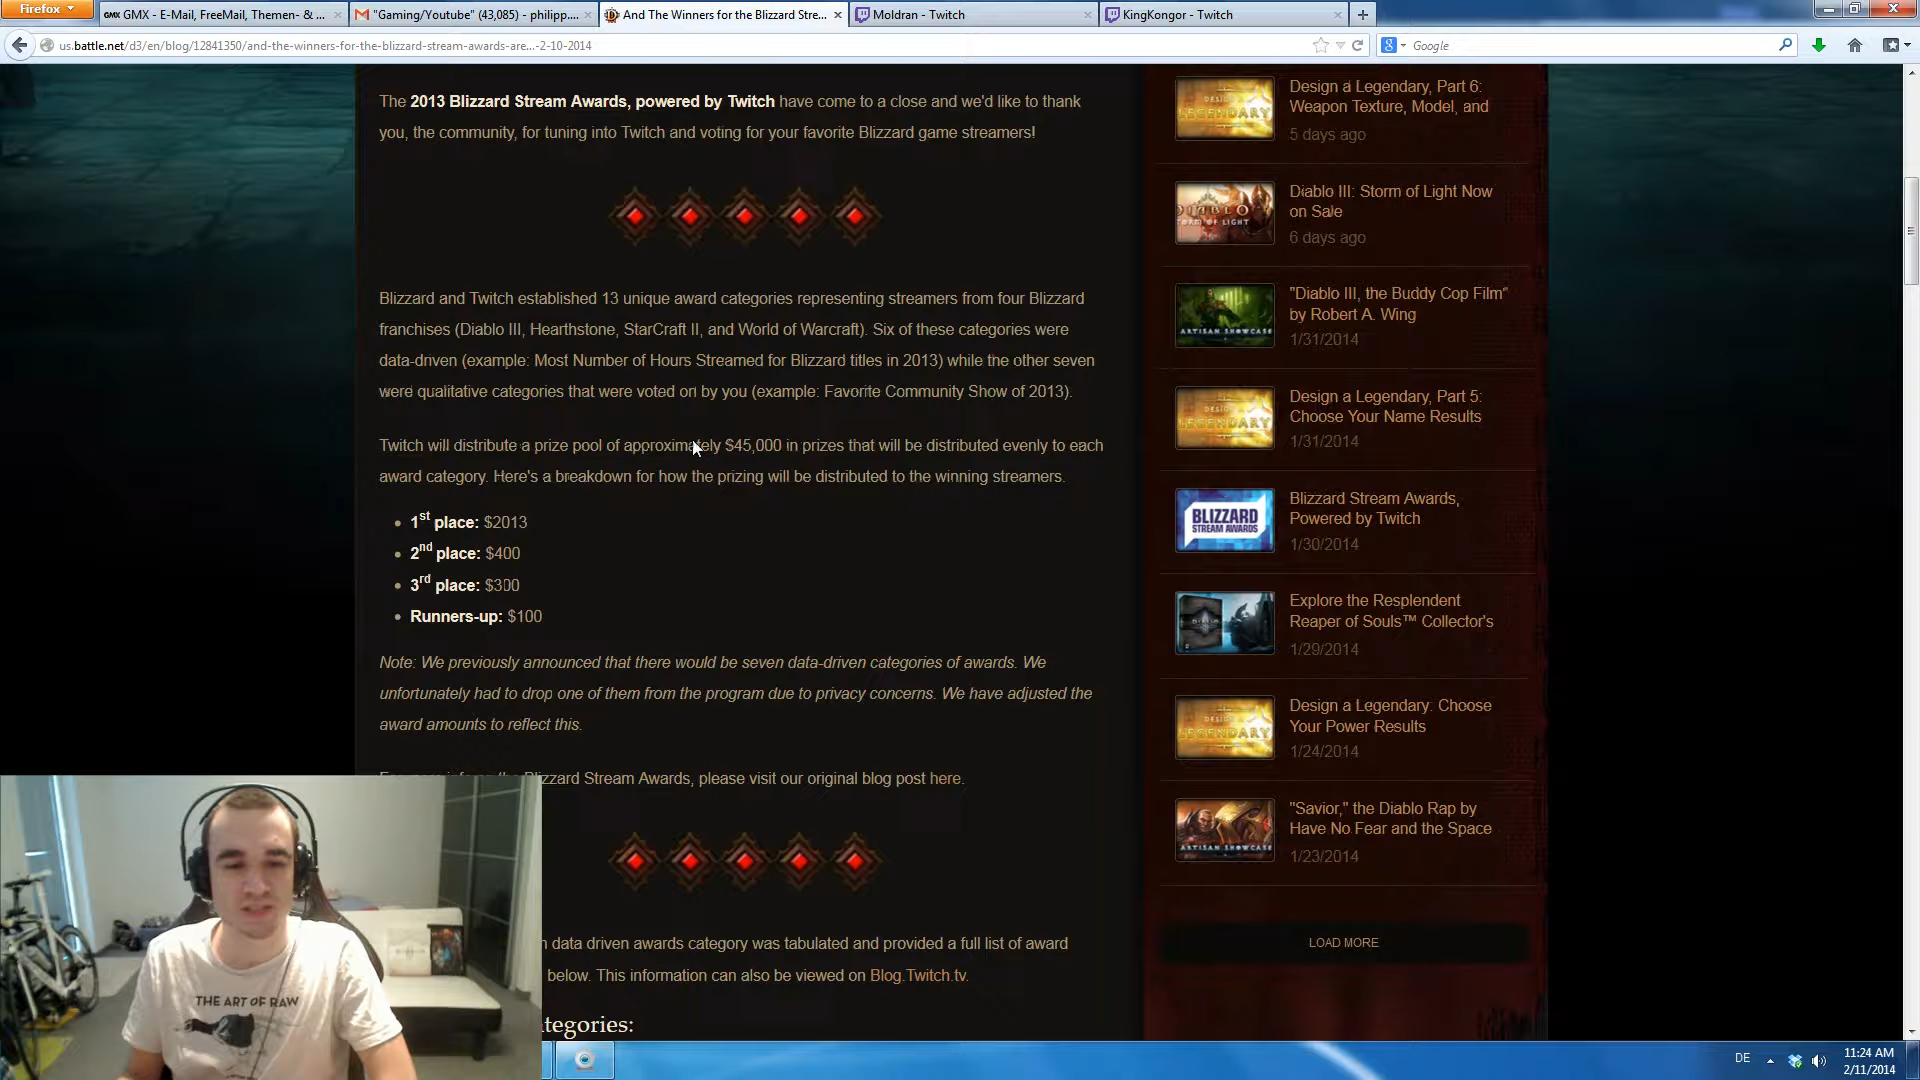 Firefox
GMX - E-Mail, FreeMail, Themen- & ...
"Gaming/Youtube" (43,085) - philipp....
And The Winners for the Blizzard Stre...
Moldran - Twitch
KingKongor - Twitch
us.battle.net/d3/en/blog/12841350/and-the-winners-for-the-blizzard-stream-awards-are...-2-10-2014
Google
The 2013 Blizzard Stream Awards, powered by Twitch have come to a close and we'd like to thank
you, the community, for tuning into Twitch and voting for your favorite Blizzard game streamers!
Blizzard and Twitch established 13 unique award categories representing streamers from four Blizzard
franchises (Diablo III, Hearthstone, StarCraft II, and World of Warcraft). Six of these categories were
data-driven (example: Most Number of Hours Streamed for Blizzard titles in 2013) while the other seven
were qualitative categories that were voted on by you (example: Favorite Community Show of 2013).
Twitch will distribute a prize pool of approximately $45,000 in prizes that will be distributed evenly to each
award category. Here's a breakdown for how the prizing will be distributed to the winning streamers.
1st place: $2013
2nd place: $400
3rd place: $300
Runners-up: $100
Note: We previously announced that there would be seven data-driven categories of awards. We
unfortunately had to drop one of them from the program due to privacy concerns. We have adjusted the
award amounts to reflect this.
izzard Stream Awards, please visit our original blog post here.
data driven awards category was tabulated and provided a full list of award
below. This information can also be viewed on Blog.Twitch.tv.
tegories:
Design a Legendary, Part 6:
Weapon Texture, Model, and
5 days ago
Diablo III: Storm of Light Now
on Sale
6 days ago
"Diablo III, the Buddy Cop Film"
by Robert A. Wing
1/31/2014
Design a Legendary, Part 5:
Choose Your Name Results
1/31/2014
Blizzard Stream Awards,
Powered by Twitch
1/30/2014
Explore the Resplendent
Reaper of Souls™ Collector's
1/29/2014
Design a Legendary. Choose
Your Power Results
1/24/2014
"Savior," the Diablo Rap by
Have No Fear and the Space
1/23/2014
LOAD MORE
DESIGN A
LEGENDARY
DIABLO
STORM OF LIGHT
ARTISAN SHOWCASE
DESIGN A
LEGENDARY
BLIZZARD
STREAM AWARDS
DESIGN A
LEGENDARY
ARTISAN SHOWCASE
THE ART OF RAW
DE
11:24 AM
2/11/2014